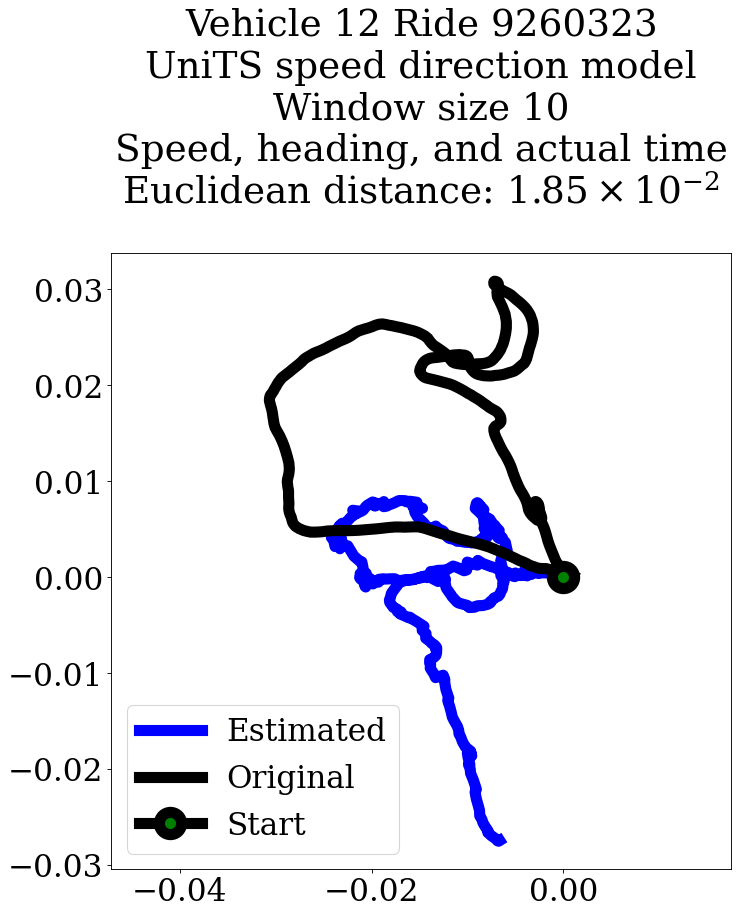 Vehicle 12 Ride 9260323
UniTS speed direction model
Window size 10
Speed, heading, and actual time
Euclidean distance: 1.85 × 10⁻²
0.03
0.02
0.01
0.00
−0.01
−0.02
−0.03
Estimated
Original
Start
−0.04
−0.02
0.00